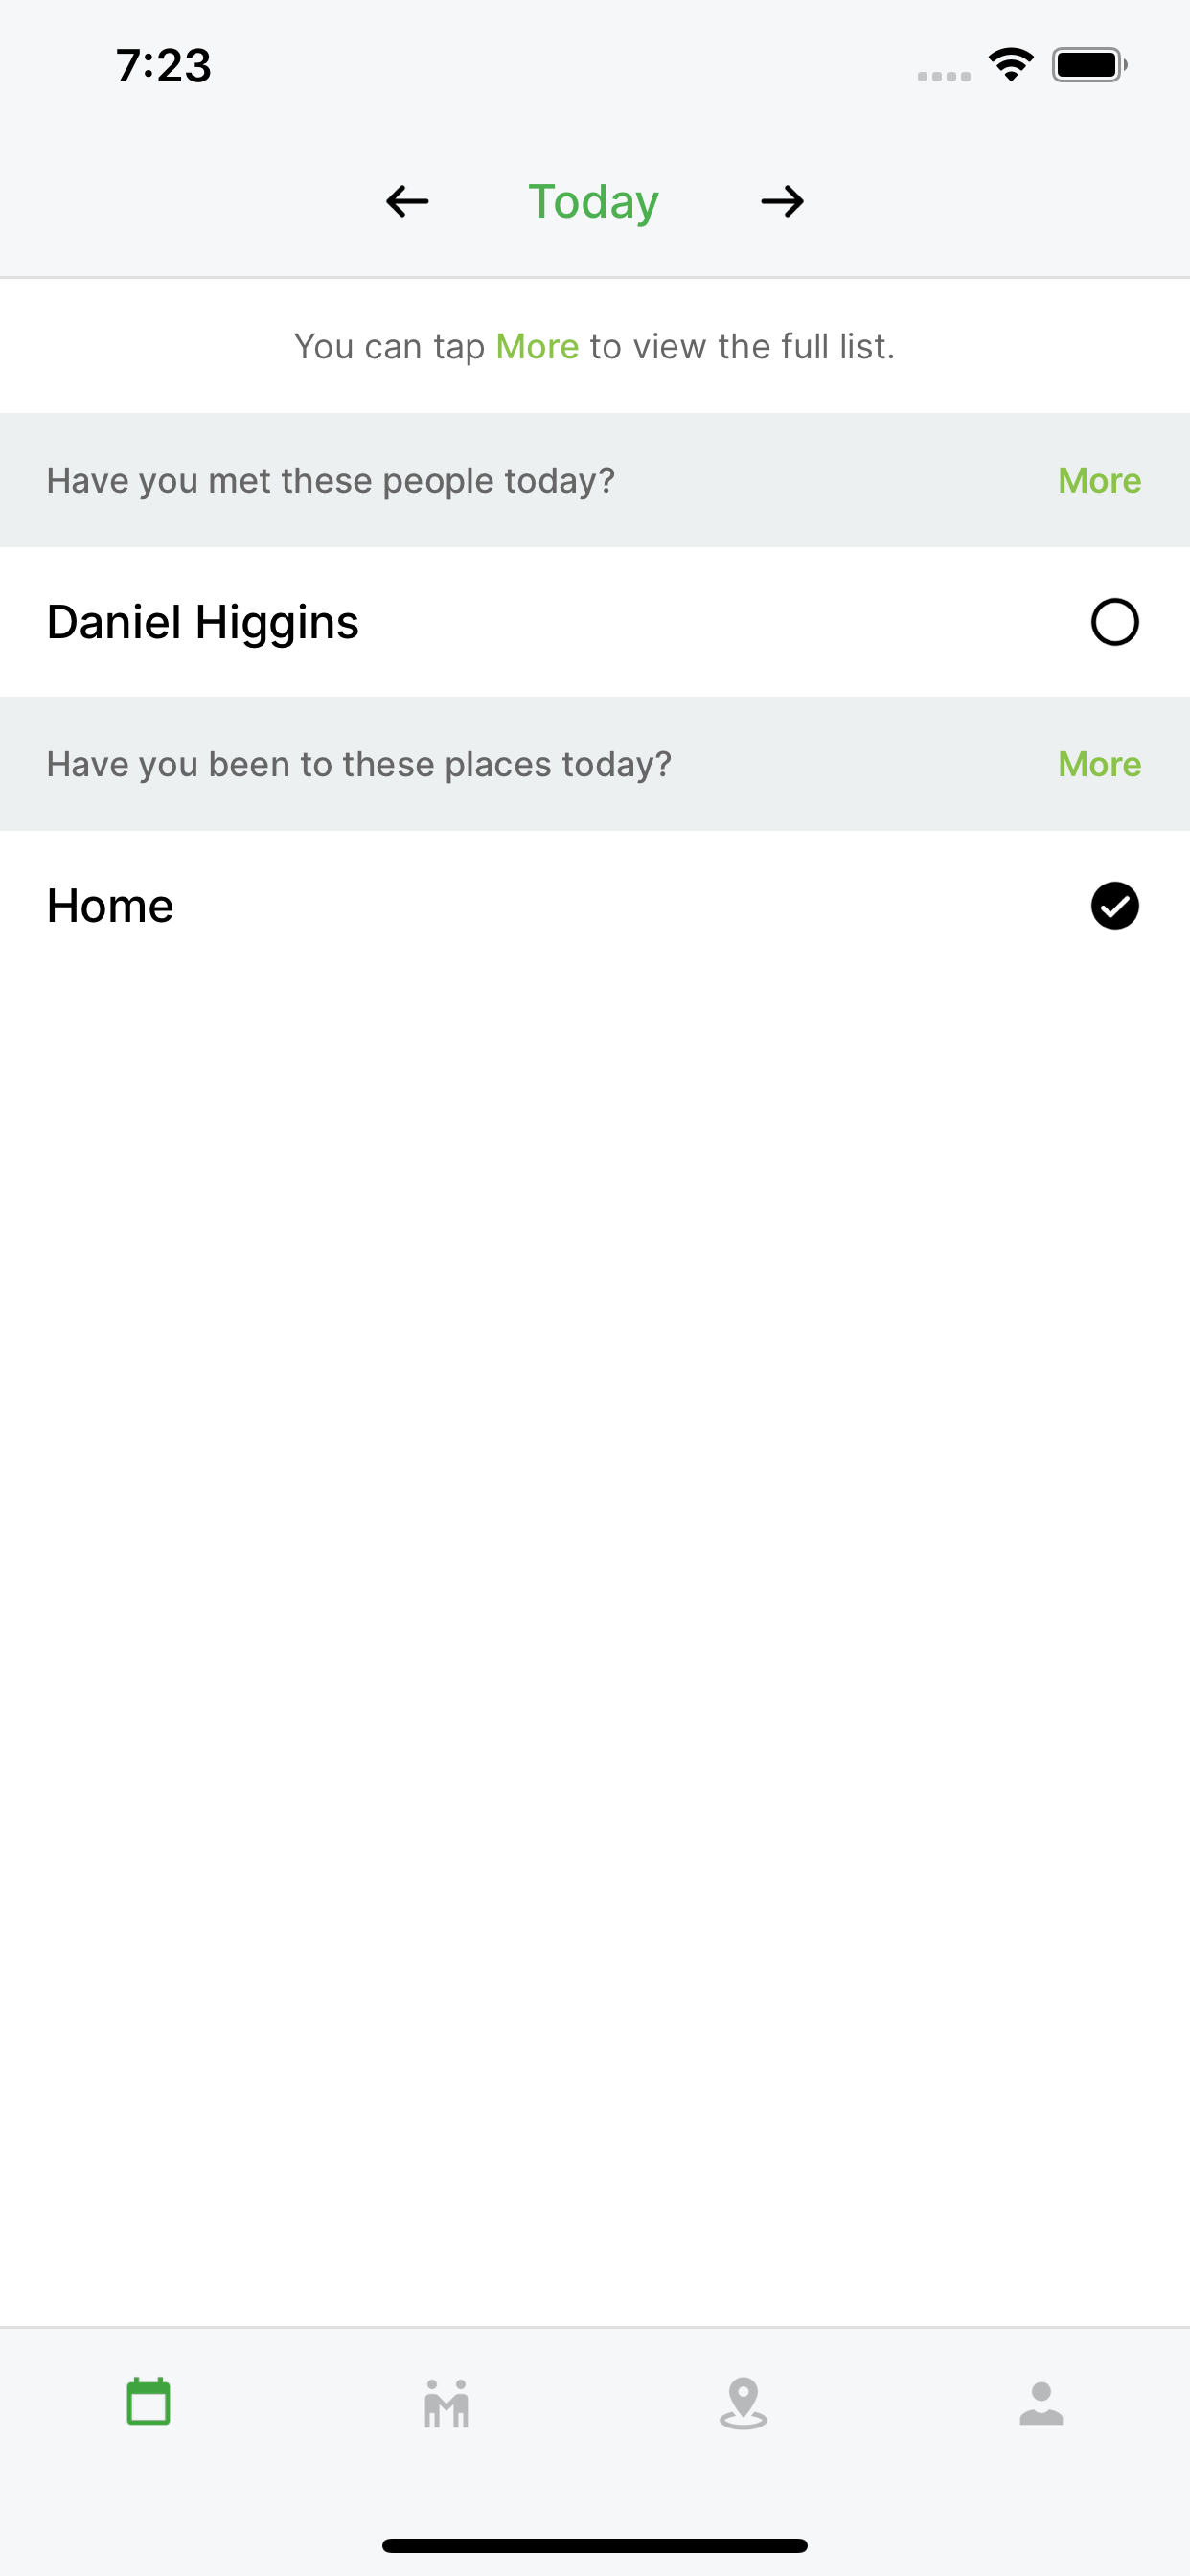 7:23
Today
You can tap More to view the full list.
Have you met these people today? More
Daniel Higgins
Have you been to these places today? More
Home